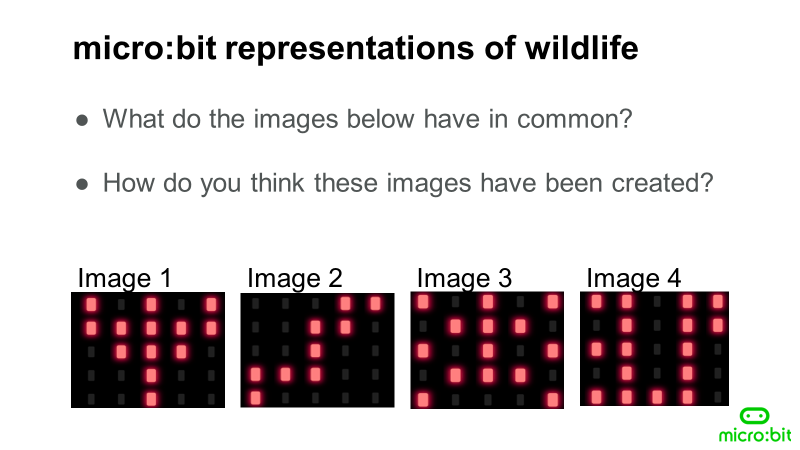 micro:bit representations of wildlife
● What do the images below have in common?
● How do you think these images have been created?
Image 1 Image 2 Image 3 Image 4
micro:bit